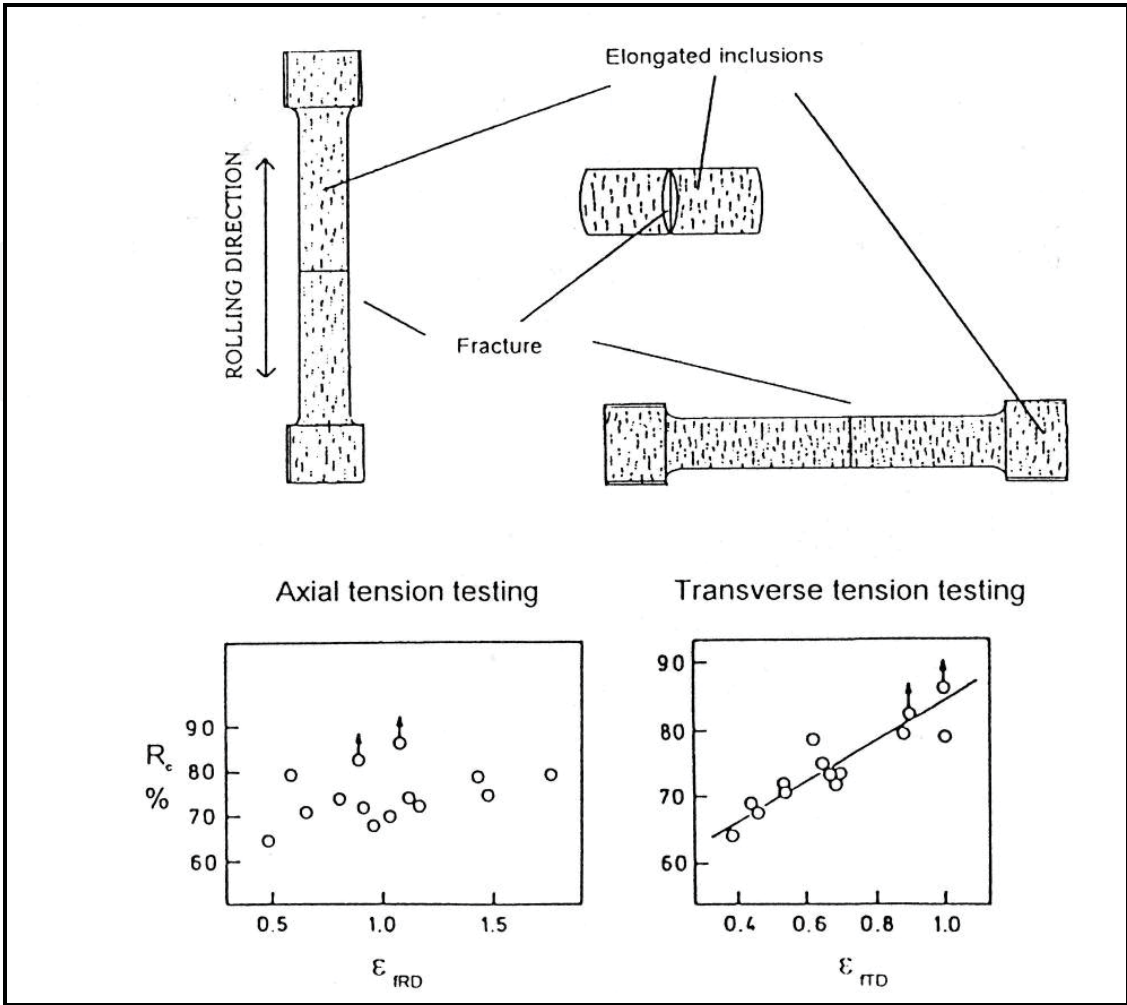 Elongated inclusions
ROLLING DIRECTION
Fracture
Axial tension testing
Transverse tension testing
90
R c
80
%
70
60
0.5 1.0 1.5
ε fRD
90
80
70
60
0.4 0.6 0.8 1.0
ε fTD